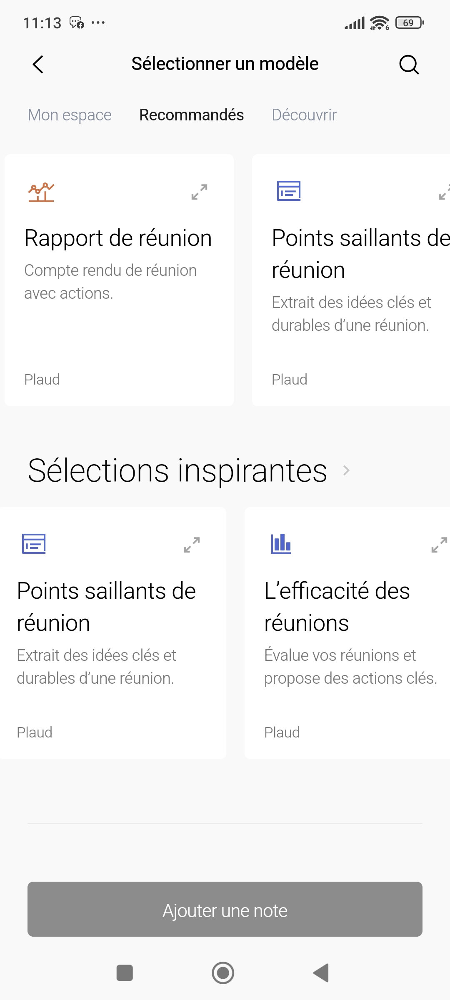 11:13
69
Sélectionner un modèle
Mon espace
Recommandés
Découvrir
Rapport de réunion
Compte rendu de réunion
avec actions.
Plaud
Points saillants de
réunion
Extrait des idées clés et
durables d’une réunion.
Plaud
Sélections inspirantes
Points saillants de
réunion
Extrait des idées clés et
durables d’une réunion.
Plaud
L’efficacité des
réunions
Évalue vos réunions et
propose des actions clés.
Plaud
Ajouter une note